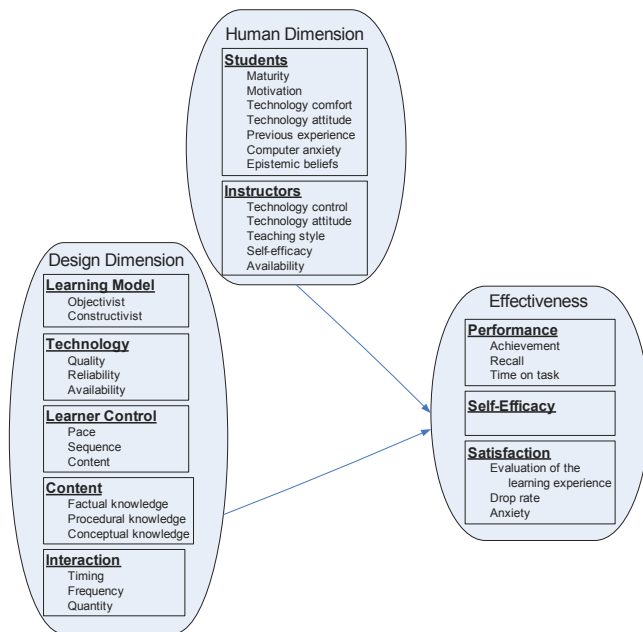 Human Dimension
Students
Maturity
Motivation
Technology comfort
Technology attitude
Previous experience
Computer anxiety
Epistemic beliefs
Instructors
Technology control
Technology attitude
Teaching style
Self-efficacy
Availability
Design Dimension
Learning Model
Objectivist
Constructivist
Technology
Quality
Reliability
Availability
Learner Control
Pace
Sequence
Content
Content
Factual knowledge
Procedural knowledge
Conceptual knowledge
Interaction
Timing
Frequency
Quantity
Effectiveness
Performance
Achievement
Recall
Time on task
Self-Efficacy
Satisfaction
Evaluation of the
learning experience
Drop rate
Anxiety